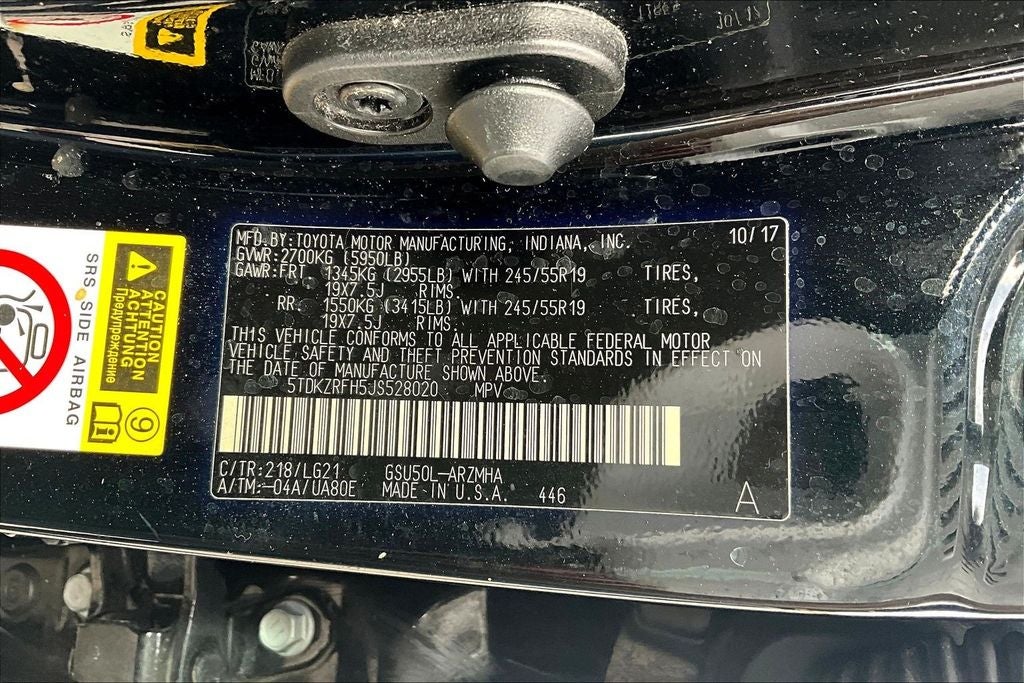 MFD.BY:TOYOTA MOTOR MANUFACTURING, INDIANA, INC. 10/17
GVWR:2700KG (5950LB)
GAWR:FRT. 1345KG (2955LB) WITH 245/55R19 TIRES,
19X7.5J RIMS.
RR. 1550KG (3415LB) WITH 245/55R19 TIRES,
19X7.5J RIMS.
THIS VEHICLE CONFORMS TO ALL APPLICABLE FEDERAL MOTOR
VEHICLE SAFETY AND THEFT PREVENTION STANDARDS IN EFFECT ON
THE DATE OF MANUFACTURE SHOWN ABOVE.
5TDKZRFH5JS528020 MPV
C/TR:218/LG21 GSU50L-ARZMHA
A/TM:-04A/UA80E MADE IN U.S.A. 446
A
SRS SIDE AIRBAG
CAUTION
ATTENTION
ACHTUNG
Предупреждение
9